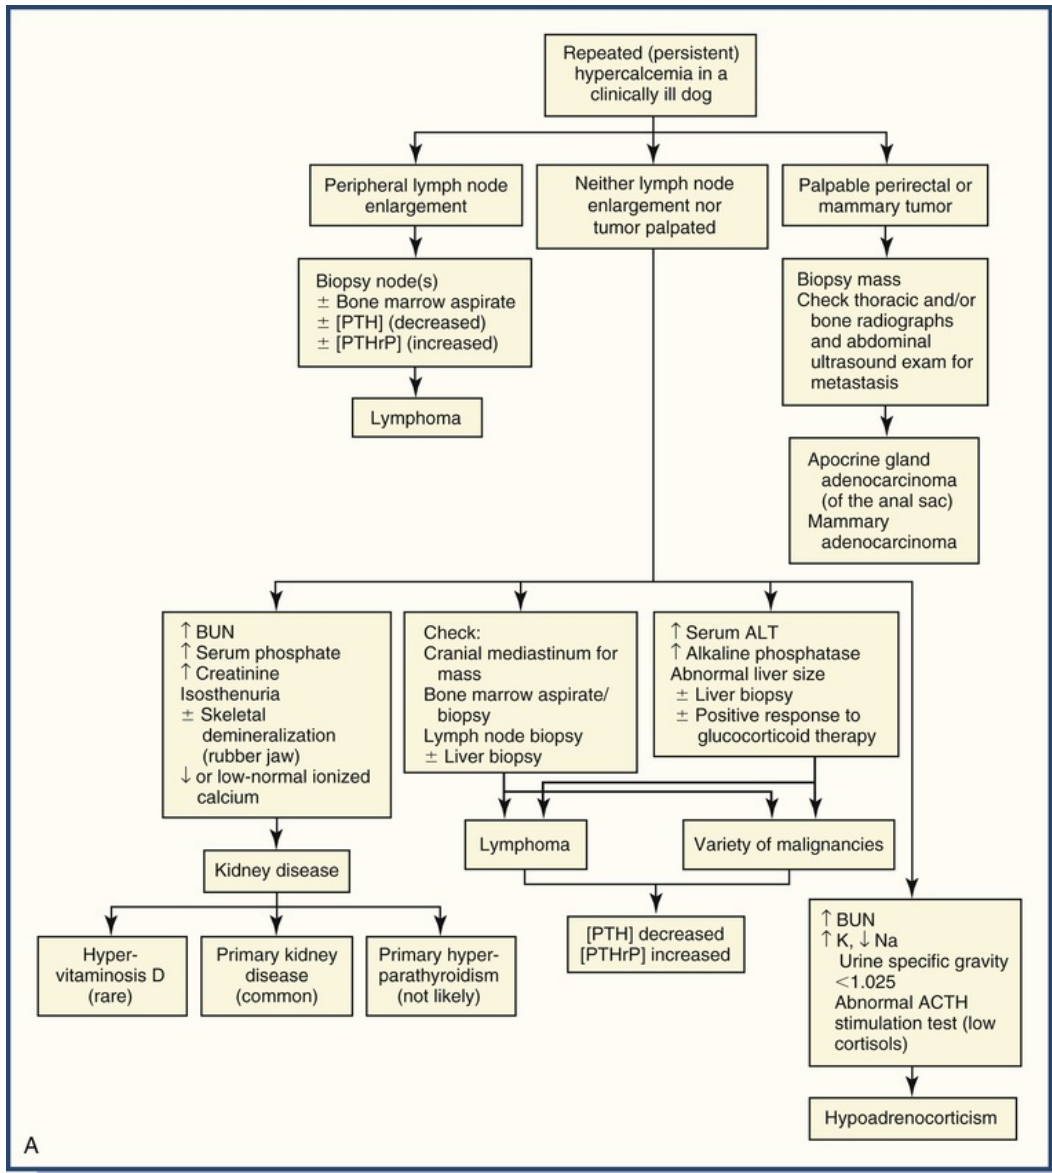 Repeated (persistent)
hypercalcemia in a
clinically ill dog
Peripheral lymph node
enlargement
Neither lymph node
enlargement nor
tumor palpated
Palpable perirectal or
mammary tumor
Biopsy node(s)
± Bone marrow aspirate
± [PTH] (decreased)
± [PTHrP] (increased)
Lymphoma
Biopsy mass
Check thoracic and/or
bone radiographs
and abdominal
ultrasound exam for
metastasis
Apocrine gland
adenocarcinoma
(of the anal sac)
Mammary
adenocarcinoma
↑ BUN
↑ Serum phosphate
↑ Creatinine
Isosthenuria
± Skeletal
demineralization
(rubber jaw)
↓ or low-normal ionized
calcium
Check:
Cranial mediastinum for
mass
Bone marrow aspirate/
biopsy
Lymph node biopsy
± Liver biopsy
↑ Serum ALT
↑ Alkaline phosphatase
Abnormal liver size
± Liver biopsy
± Positive response to
glucocorticoid therapy
Lymphoma
Variety of malignancies
Kidney disease
[PTH] decreased
[PTHrP] increased
Hyper-
vitaminosis D
(rare)
Primary kidney
disease
(common)
Primary hyper-
parathyroidism
(not likely)
↑ BUN
↑ K, ↓ Na
Urine specific gravity
<1.025
Abnormal ACTH
stimulation test (low
cortisols)
Hypoadrenocorticism
A